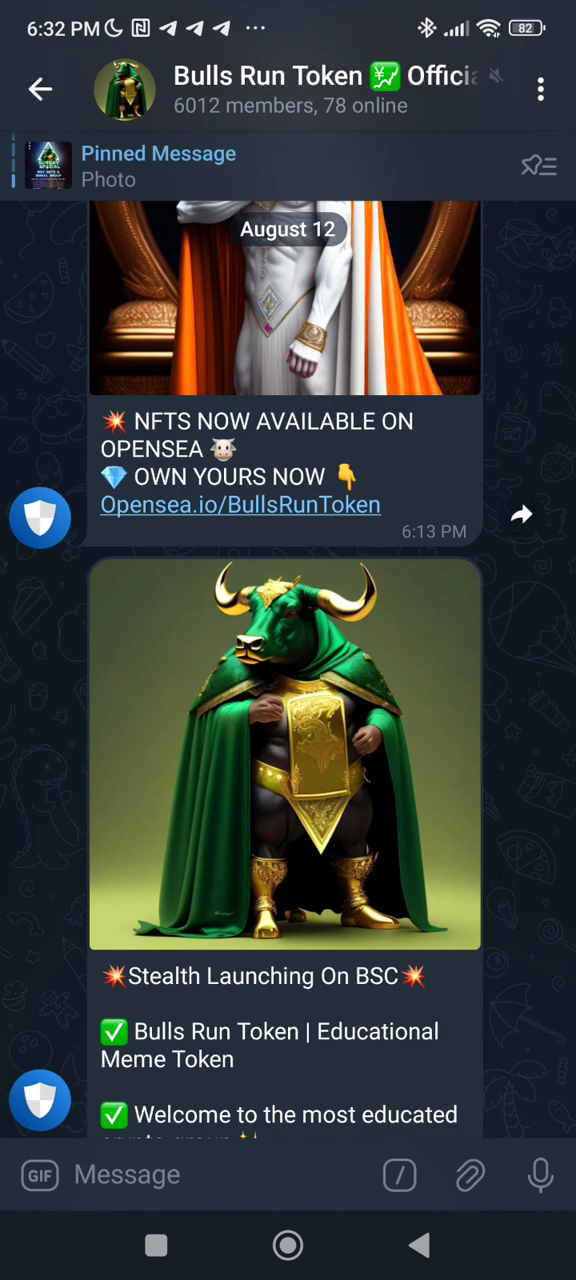 6:32 PM
82
Bulls Run Token 💹 Officia
6012 members, 78 online
Pinned Message
Photo
August 12
💥 NFTS NOW AVAILABLE ON
OPENSEA 🐮
💎 OWN YOURS NOW 👇
Opensea.io/BullsRunToken
6:13 PM
💥Stealth Launching On BSC💥
✅ Bulls Run Token | Educational
Meme Token
✅ Welcome to the most educated
GIF Message